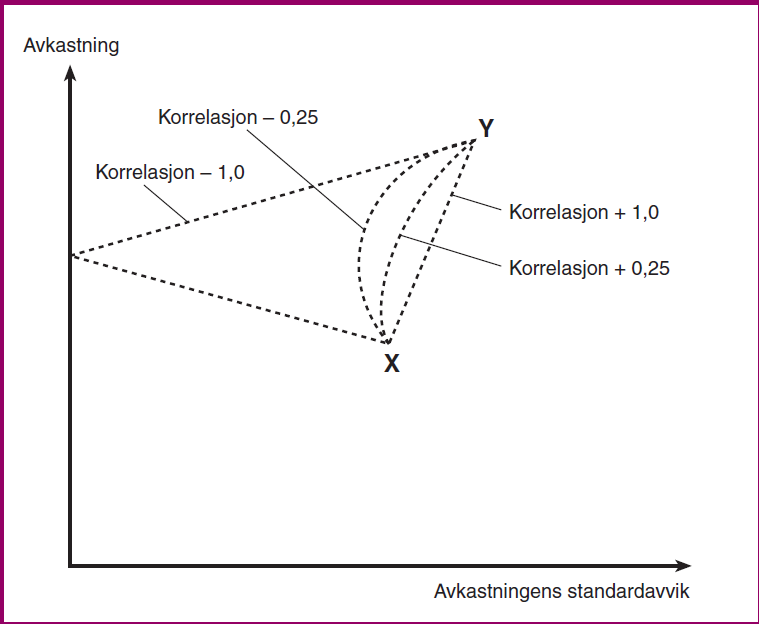 Avkastning
Korrelasjon – 0,25
Y
Korrelasjon – 1,0
Korrelasjon + 1,0
Korrelasjon + 0,25
X
Avkastningens standardavvik